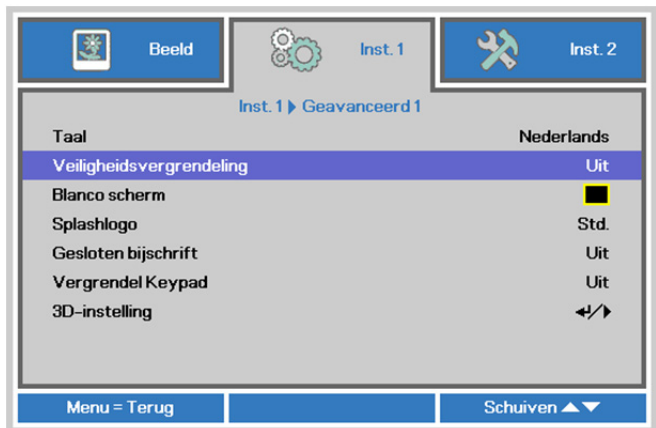 Beeld
Inst. 1
Inst. 2
Inst. 1 Geavanceerd 1
Taal Nederlands
Veiligheidsvergrendeling Uit
Blanco scherm
Splashlogo Std.
Gesloten bijschrift Uit
Vergrendel Keypad Uit
3D-instelling
Menu = Terug
Schuiven